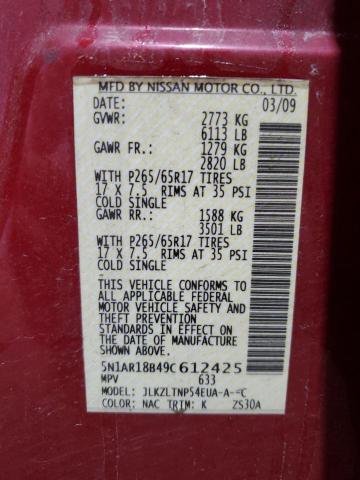 MFD BY NISSAN MOTOR CO., LTD.
DATE: 03/09
GVWR: 2773 KG
6113 LB
GAWR FR.: 1279 KG
2820 LB
WITH P265/65R17 TIRES
17 X 7.5 RIMS AT 35 PSI
COLD SINGLE
GAWR RR.: 1588 KG
3501 LB
WITH P265/65R17 TIRES
17 X 7.5 RIMS AT 35 PSI
COLD SINGLE
THIS VEHICLE CONFORMS TO
ALL APPLICABLE FEDERAL
MOTOR VEHICLE SAFETY
AND THEFT PREVENTION
STANDARDS IN EFFECT ON
THE DATE OF MANUFACTURE
SHOWN ABOVE.
5N1AR18B49C612425
MPV 633
MODEL:
COLOR: NAC TRIM: K ZS30A